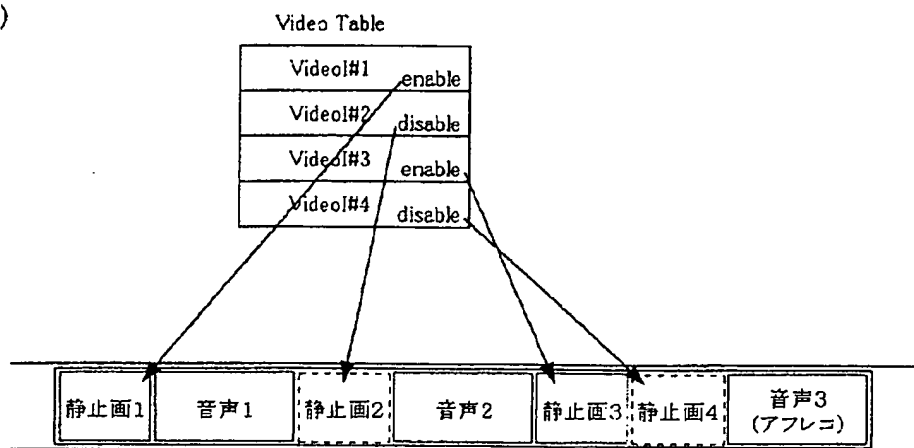 )
Video Table
VideoI#1 enable
VideoI#2 disable
VideoI#3 enable
VideoI#4 disable
静止画1 音声1 静止画2 音声2 静止画3 静止画4 音声3
(アフレコ)